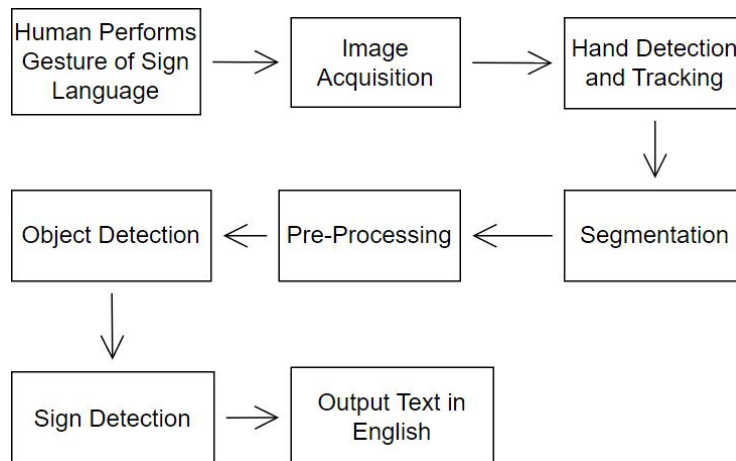 Human Performs
Gesture of Sign
Language
Image
Acquisition
Hand Detection
and Tracking
Segmentation
Pre-Processing
Object Detection
Sign Detection
Output Text in
English